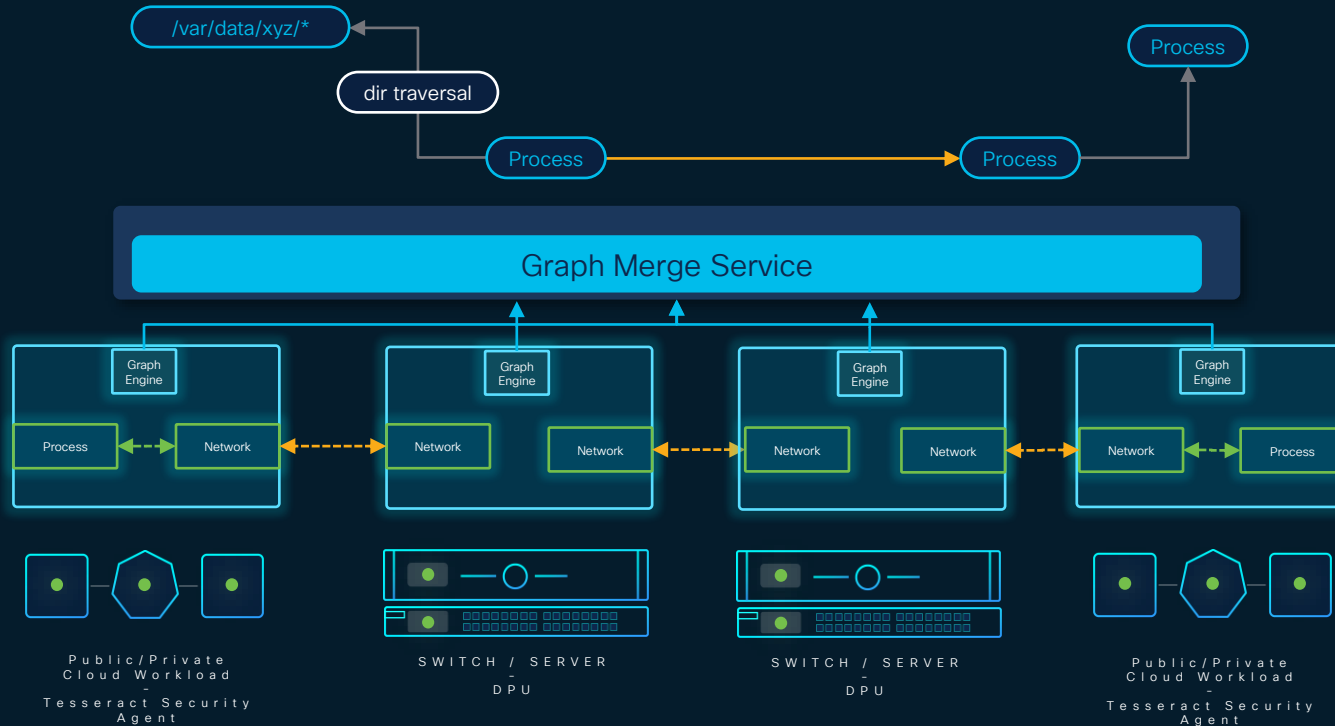 /var/data/xyz/*
Process
dir traversal
Process
Process
Graph Merge Service
Graph
Engine
Graph
Engine
Graph
Engine
Graph
Engine
Process
Network
Network
Network
Network
Network
Network
Process
Public/Private
Cloud Workload
-
Tesseract Security
Agent
SWITCH / SERVER
-
DPU
SWITCH / SERVER
-
DPU
Public/Private
Cloud Workload
-
Tesseract Security
Agent